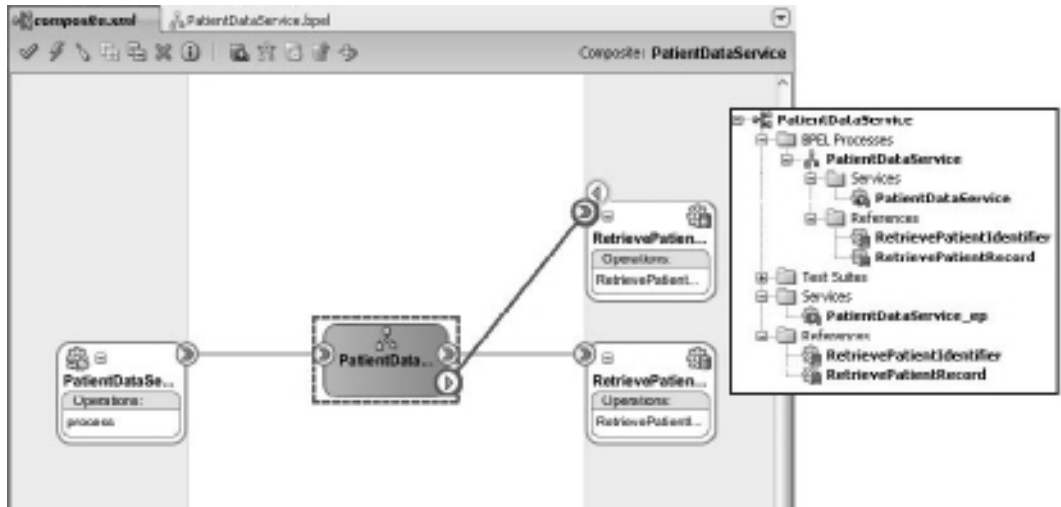 composite.xml
PatientDataService.bpel
Composite: PatientDataService
PatientDataService
BPEL Processes
PatientDataService
Services
PatientDataService
References
RetrievePatientIdentifier
RetrievePatientRecord
Test Suites
Services
PatientDataService_ep
References
RetrievePatientIdentifier
RetrievePatientRecord
RetrievePatien...
Operations:
RetrievePatient...
PatientData...
PatientDataSe...
Operations:
process
RetrievePatien...
Operations:
RetrievePatientI...